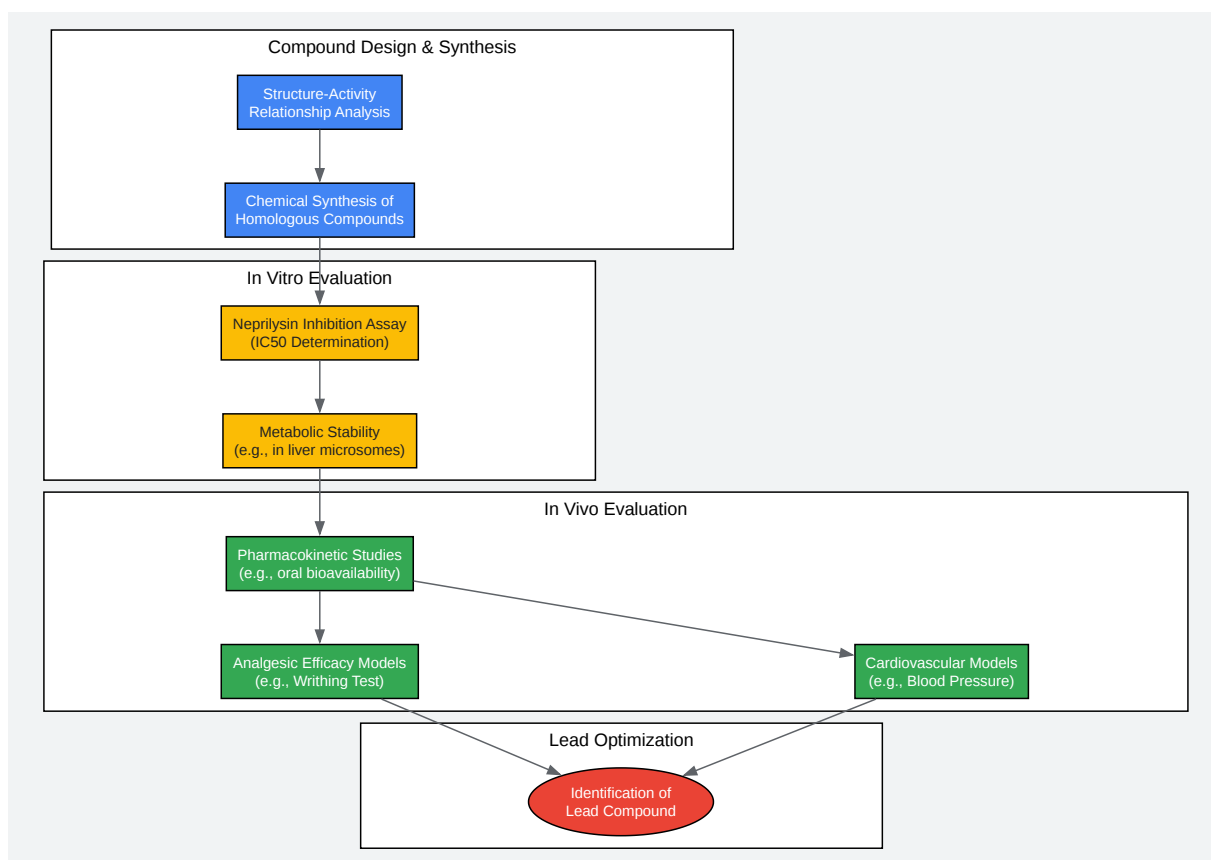 Compound Design & Synthesis
Structure-Activity
Relationship Analysis
Chemical Synthesis of
Homologous Compounds
In Vitro Evaluation
Neprilysin Inhibition Assay
(IC50 Determination)
Metabolic Stability
(e.g., in liver microsomes)
In Vivo Evaluation
Pharmacokinetic Studies
(e.g., oral bioavailability)
Analgesic Efficacy Models
(e.g., Writhing Test)
Cardiovascular Models
(e.g., Blood Pressure)
Lead Optimization
Identification of
Lead Compound